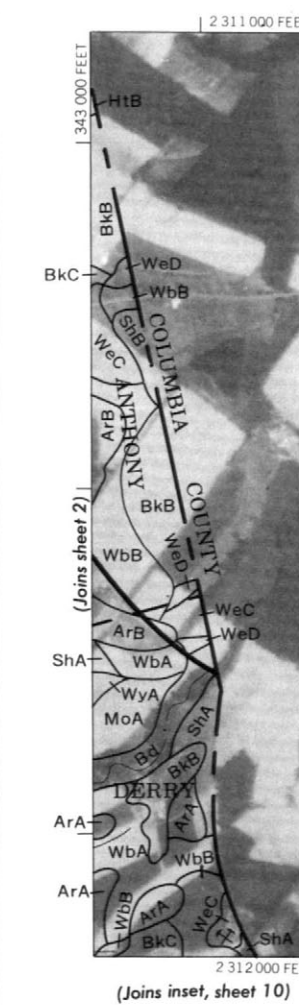 2 311 000 FEET
343 000 FEET
HtB
BkB
BkC
WeD
WbB
ShB
WeC
COLUMBIA
ANTHONY
ArB
BkB
COUNTY
(Joins sheet 2)
WeD
WbB
WeC
ArB
WeD
ShA
WbA
WyA
MoA
ShA
Bd
BkB
DERRY
ArA
ArA
WbA
WbB
ArA
WbB
ArA
WeC
BkC
ShA
2 312 000 FE
(Joins inset, sheet 10)